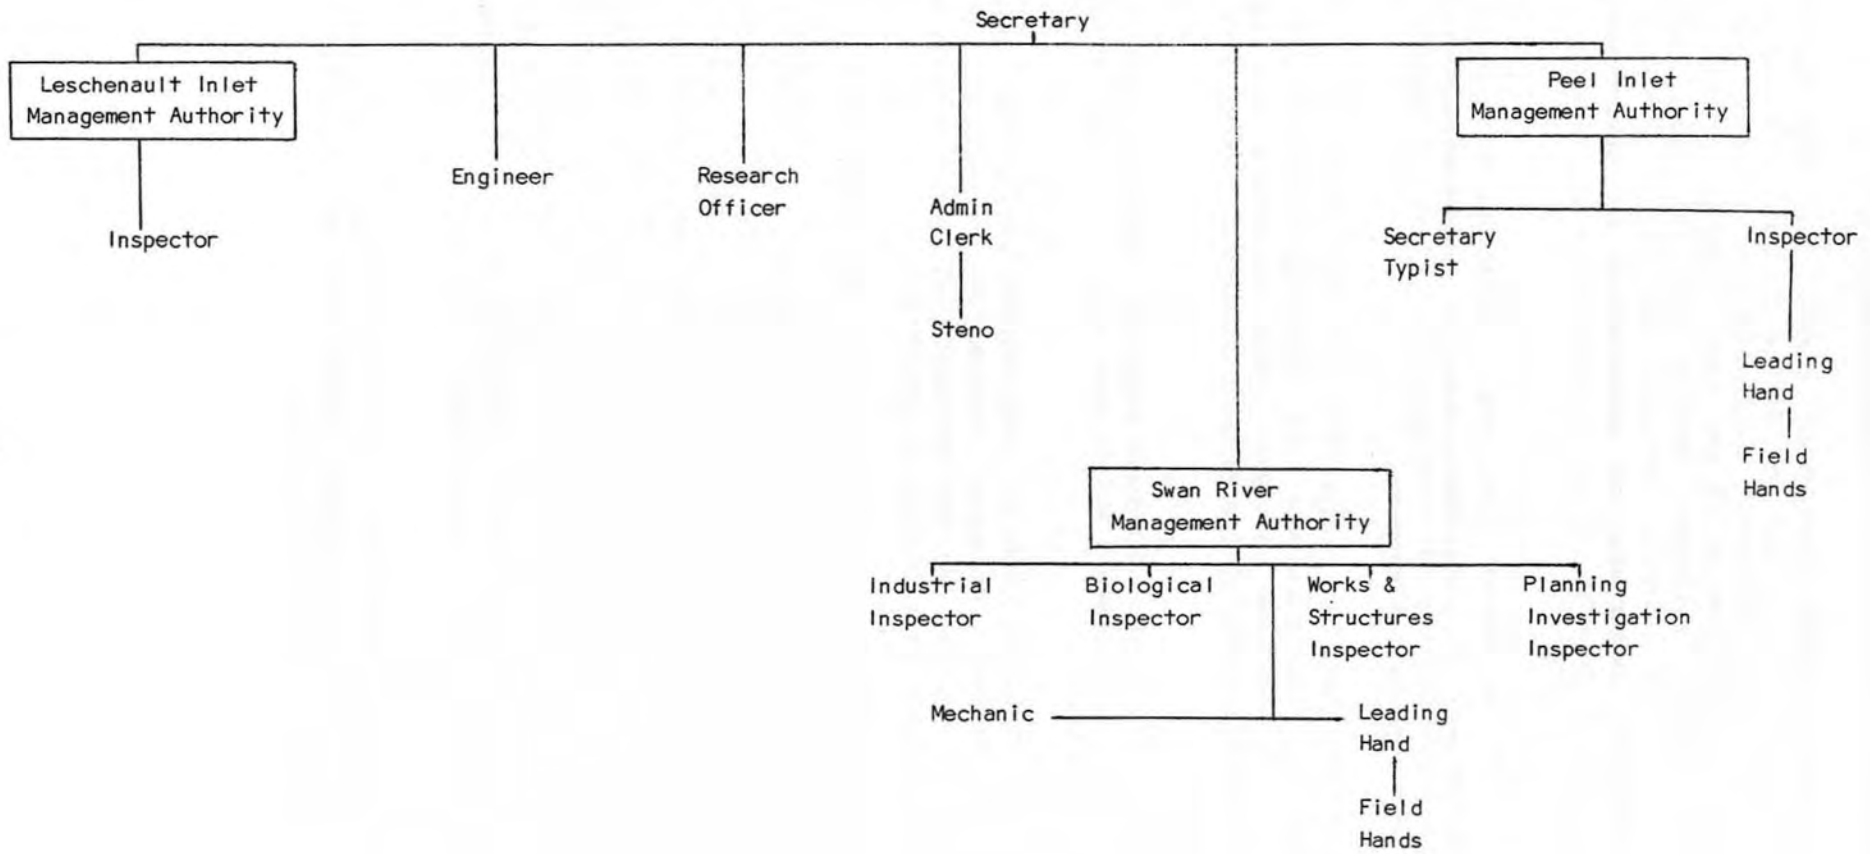 Secretary
Leschenault Inlet
Management Authority
Inspector
Engineer
Research
Officer
Admin
Clerk
Steno
Peel Inlet
Management Authority
Secretary
Typist
Inspector
Leading
Hand
Field
Hands
Swan River
Management Authority
Industrial
Inspector
Biological
Inspector
Works &
Structures
Inspector
Planning
Investigation
Inspector
Mechanic
Leading
Hand
Field
Hands